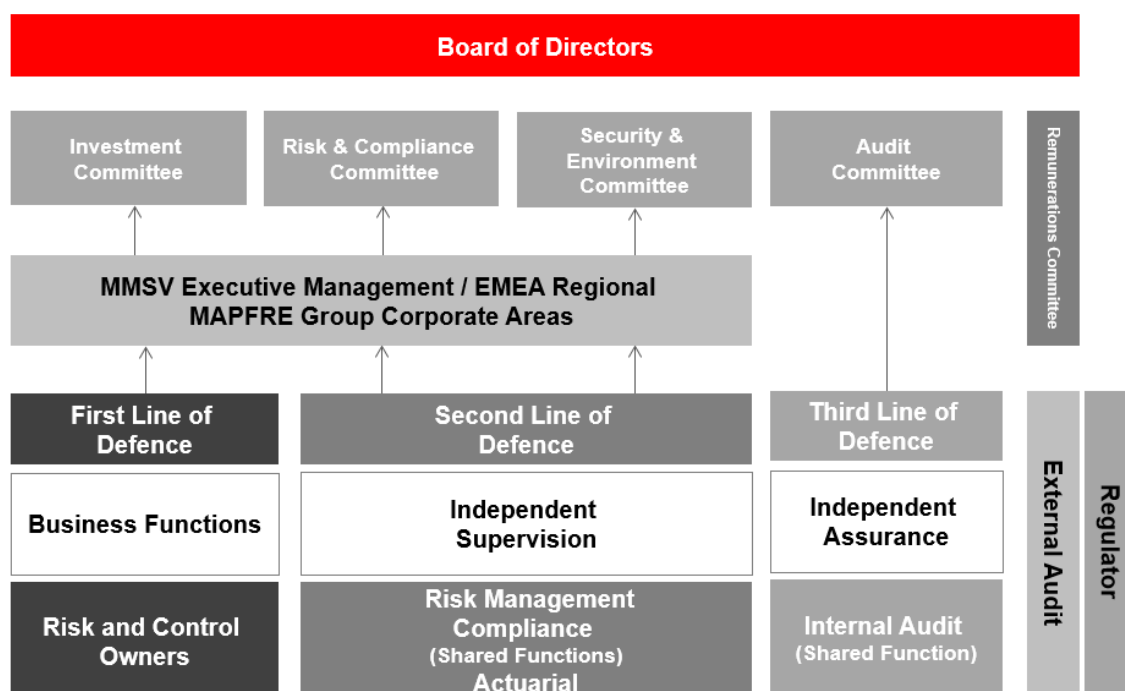 Board of Directors
Investment
Committee
Risk & Compliance
Committee
Security &
Environment
Committee
Audit
Committee
Remunerations Committee
MMSV Executive Management / EMEA Regional
MAPFRE Group Corporate Areas
First Line of
Defence
Second Line of
Defence
Third Line of
Defence
External Audit
Regulator
Business Functions
Independent
Supervision
Independent
Assurance
Risk and Control
Owners
Risk Management
Compliance
(Shared Functions)
Actuarial
Internal Audit
(Shared Function)